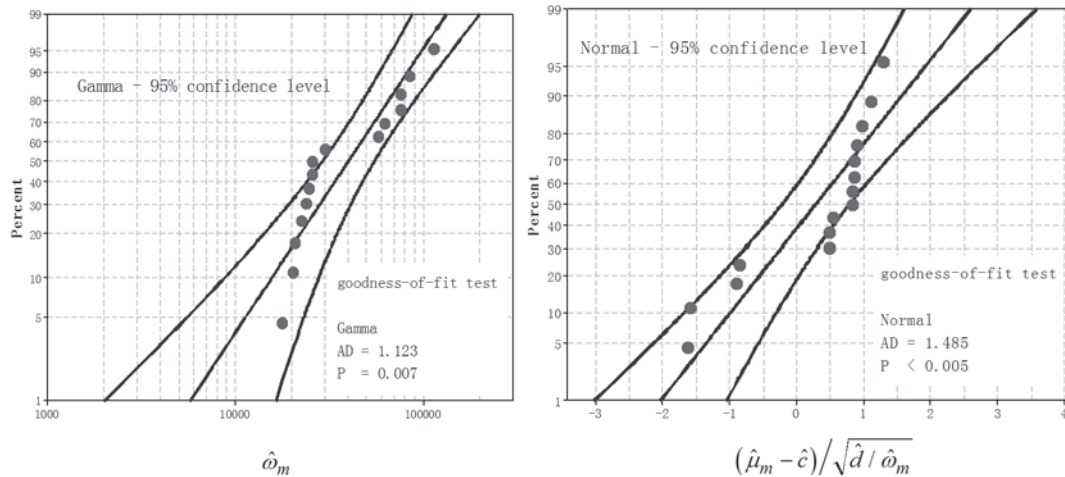 99
95
90
80
70
60
50
40
30
20
10
5
1
Percent
Gamma - 95% confidence level
goodness-of-fit test
Gamma
AD = 1.123
P = 0.007
1000 10000 100000
ω̂_m
99
95
90
80
70
60
50
40
30
20
10
5
1
Percent
Normal - 95% confidence level
goodness-of-fit test
Normal
AD = 1.485
P < 0.005
-3 -2 -1 0 1 2 3 4
(μ̂_m − ĉ)/√(d̂ / ω̂_m)